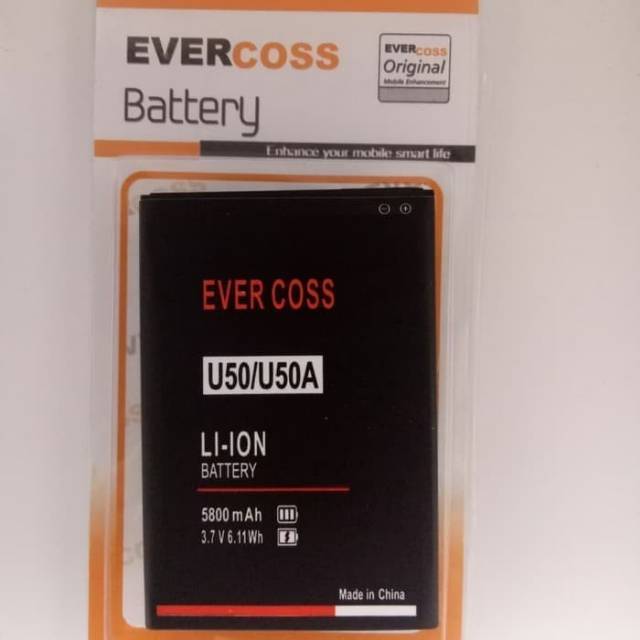 EVERCOSS
Battery
EVERCOSS
Original
Mobile Enhancement
Enhance your mobile smart life
EVER COSS
U50/U50A
LI-ION
BATTERY
5800 mAh
3.7 V 6.11Wh
Made in China